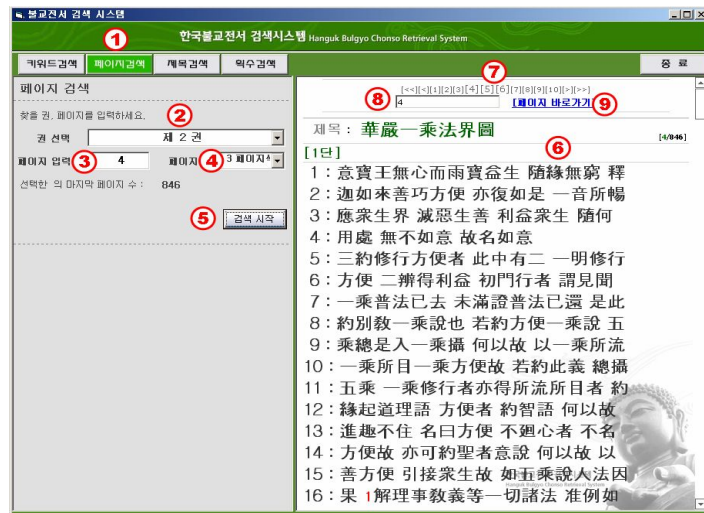 불교전서 검색 시스템
①
한국불교전서 검색시스템 Hanguk Bulgyo Chonso Retrieval System
키워드검색 페이지검색 제목검색 먹수검색 종 료
페이지 검색
찾을 권, 페이지를 입력하세요. ②
권 선택 제 2 권
페이지 입력 ③ 4 페이지 ④ 3 페이지씩
선택한 의 마지막 페이지 수 : 846
⑤ 검색 시작
⑦
[<<][<][1][2][3][4][5][6][7][8][9][10][>][>>]
⑧ 4 [페이지 바로가기] ⑨
제목 : 華嚴一乘法界圖 [4/846]
[1단] ⑥
1 : 意寶王無心而雨寶益生 隨緣無窮 釋
2 : 迦如來善巧方便 亦復如是 一音所暢
3 : 應衆生界 滅惡生善 利益衆生 隨何
4 : 用處 無不如意 故名如意
5 : 三約修行方便者 此中有二 一明修行
6 : 方便 二辨得利益 初門行者 謂見聞
7 : 一乘普法已去 未滿證普法已還 是此
8 : 約別敎一乘說也 若約方便一乘說 五
9 : 乘總是入一乘攝 何以故 以一乘所流
10 : 一乘所目一乘方便故 若約此義 總攝
11 : 五乘 一乘修行者亦得所流所目者 約
12 : 緣起道理語 方便者 約智語 何以故
13 : 進趣不住 名曰方便 不廻心者 不名
14 : 方便故 亦可約聖者意說 何以故 以
15 : 善方便 引接衆生故 如五乘說人法因
16 : 果 1解理事敎義等一切諸法 准例如